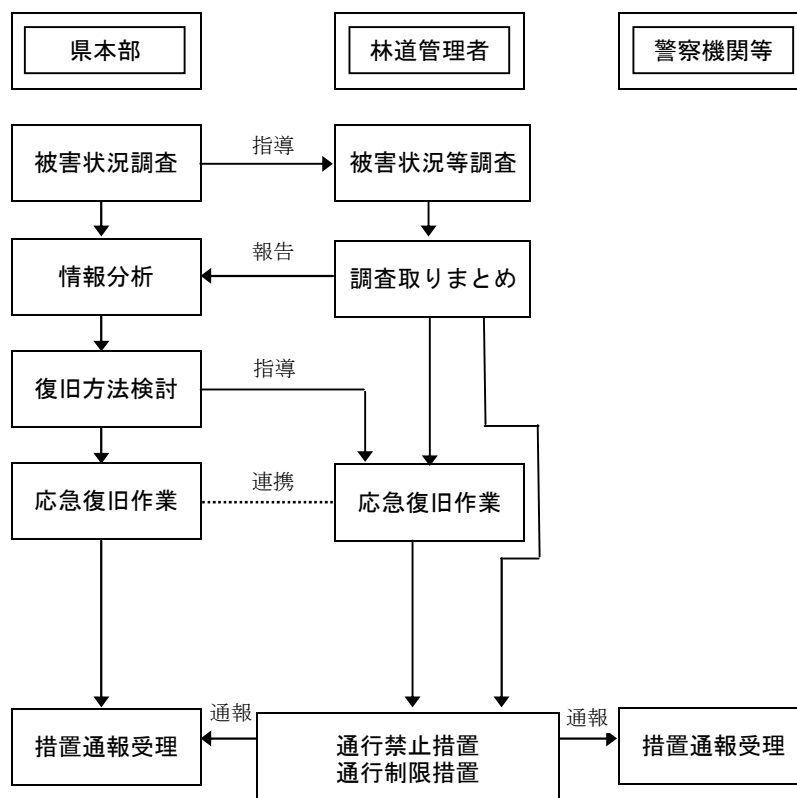 県本部
林道管理者
警察機関等
被害状況調査
指導
被害状況等調査
報告
情報分析
調査取りまとめ
指導
復旧方法検討
連携
応急復旧作業
応急復旧作業
通報
通報
措置通報受理
通行禁止措置
通行制限措置
措置通報受理